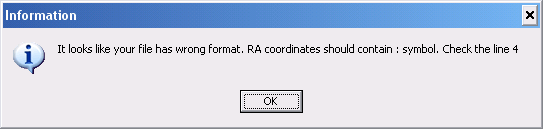 Information
It looks like your file has wrong format. RA coordinates should contain : symbol. Check the line 4
OK